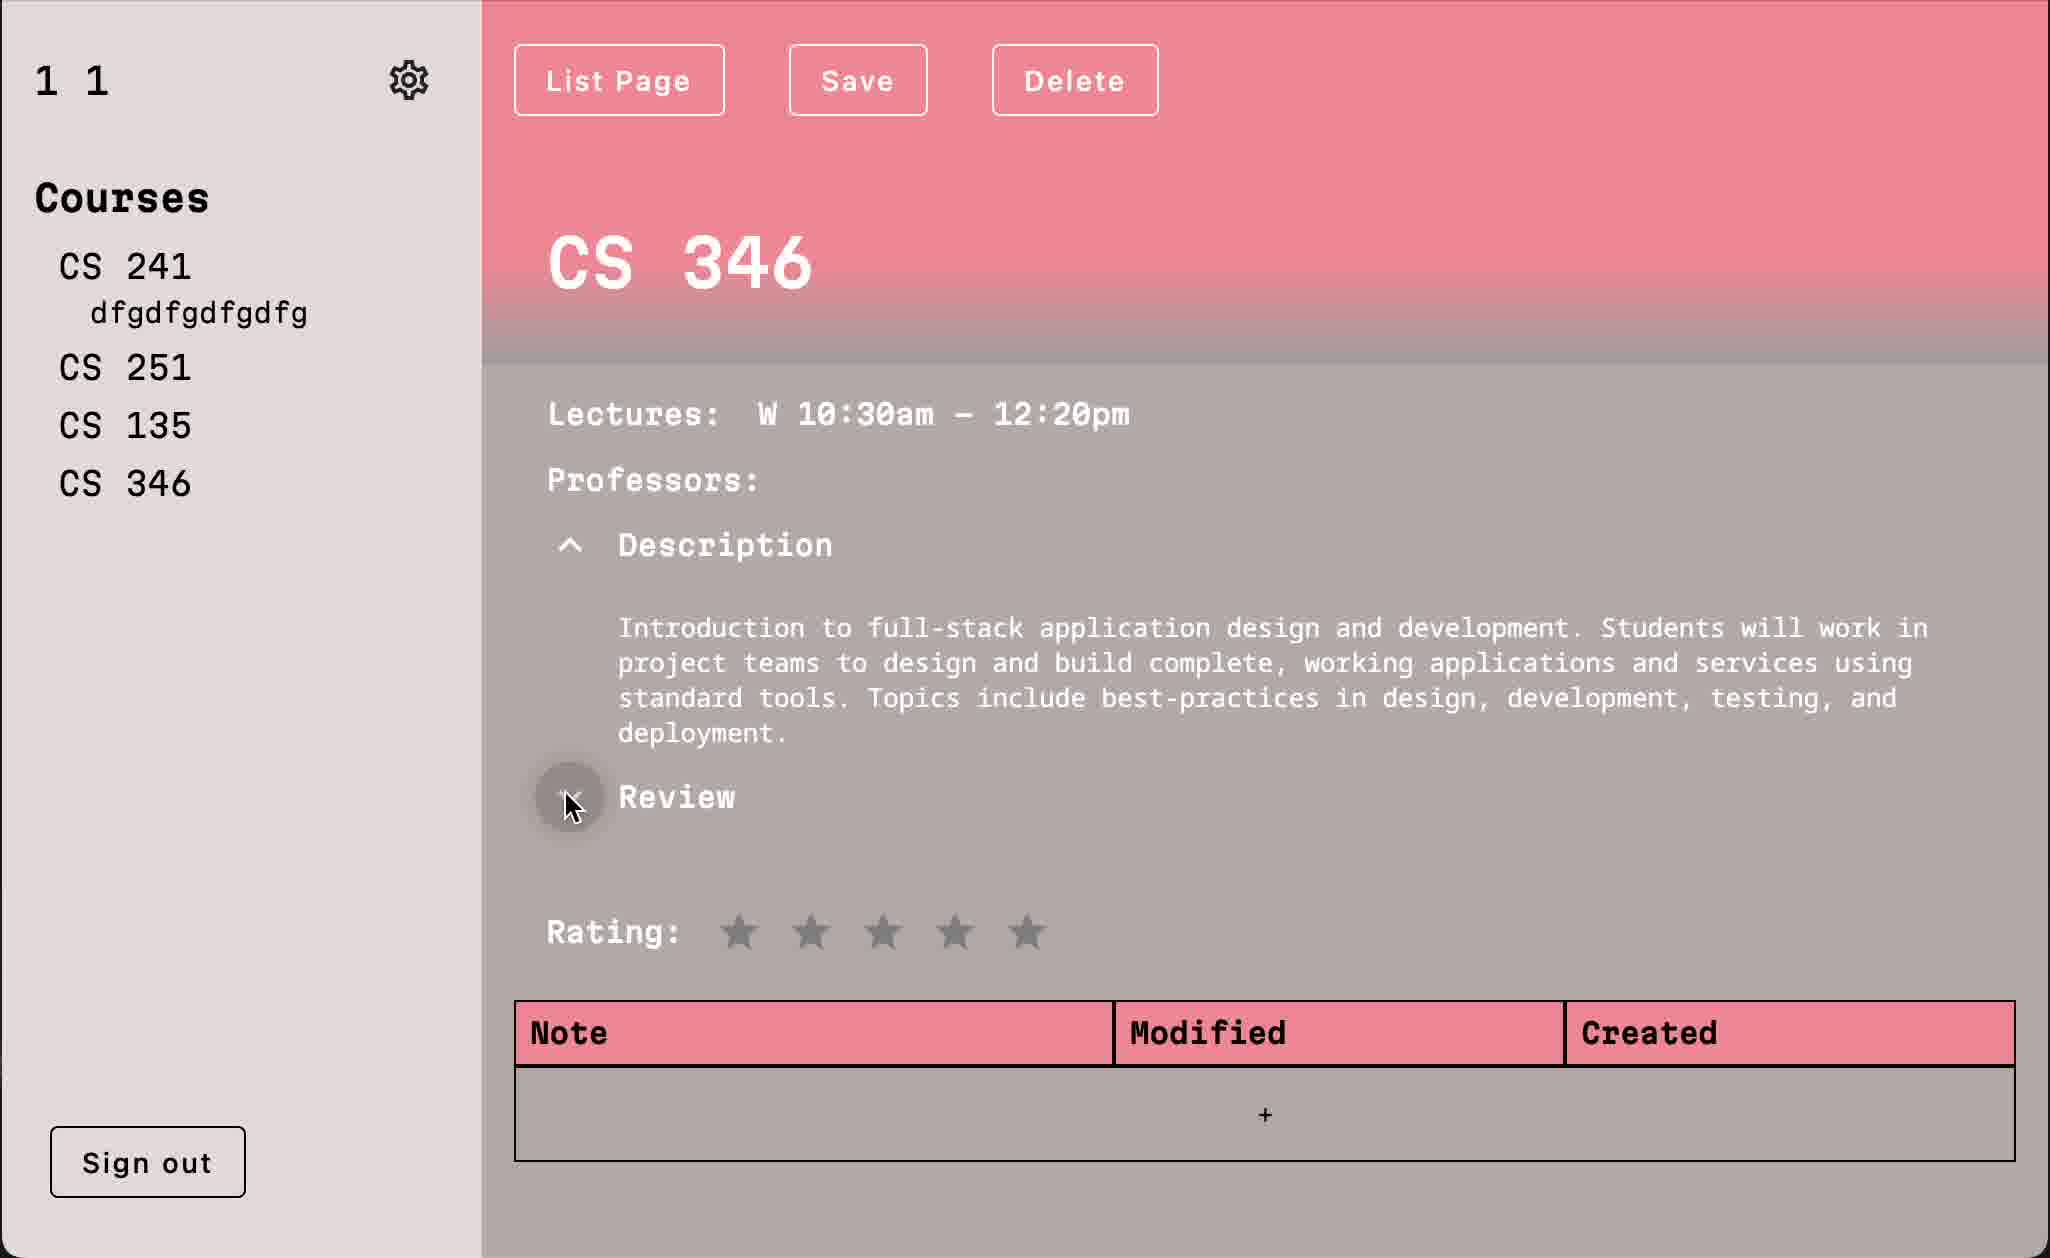 1 1
Courses
CS 241
dfgdfgdfgdfg
CS 251
CS 135
CS 346
Sign out
List Page Save Delete
CS 346
Lectures: W 10:30am - 12:20pm
Professors:
Description
Introduction to full-stack application design and development. Students will work in
project teams to design and build complete, working applications and services using
standard tools. Topics include best-practices in design, development, testing, and
deployment.
Review
Rating:
Note Modified Created
+